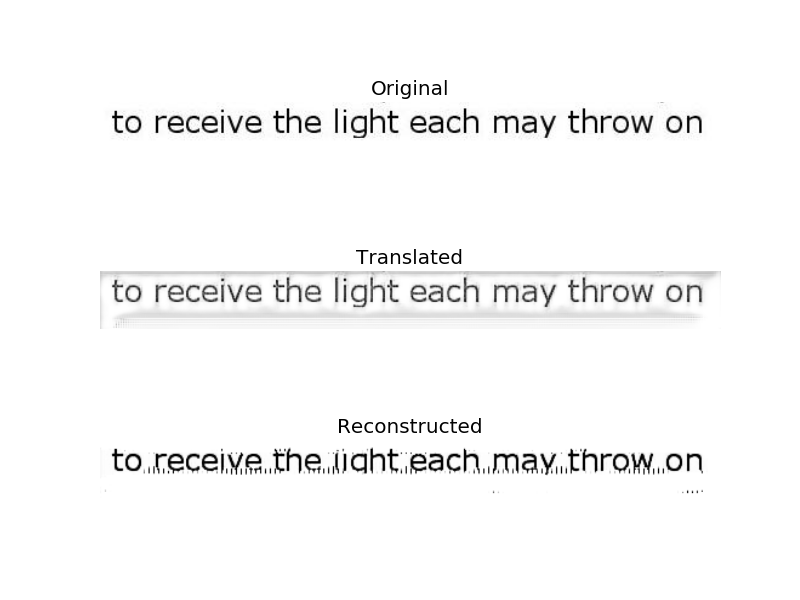 Original
to receive the light each may throw on
Translated
to receive the light each may throw on
Reconstructed
to receive the light each may throw on